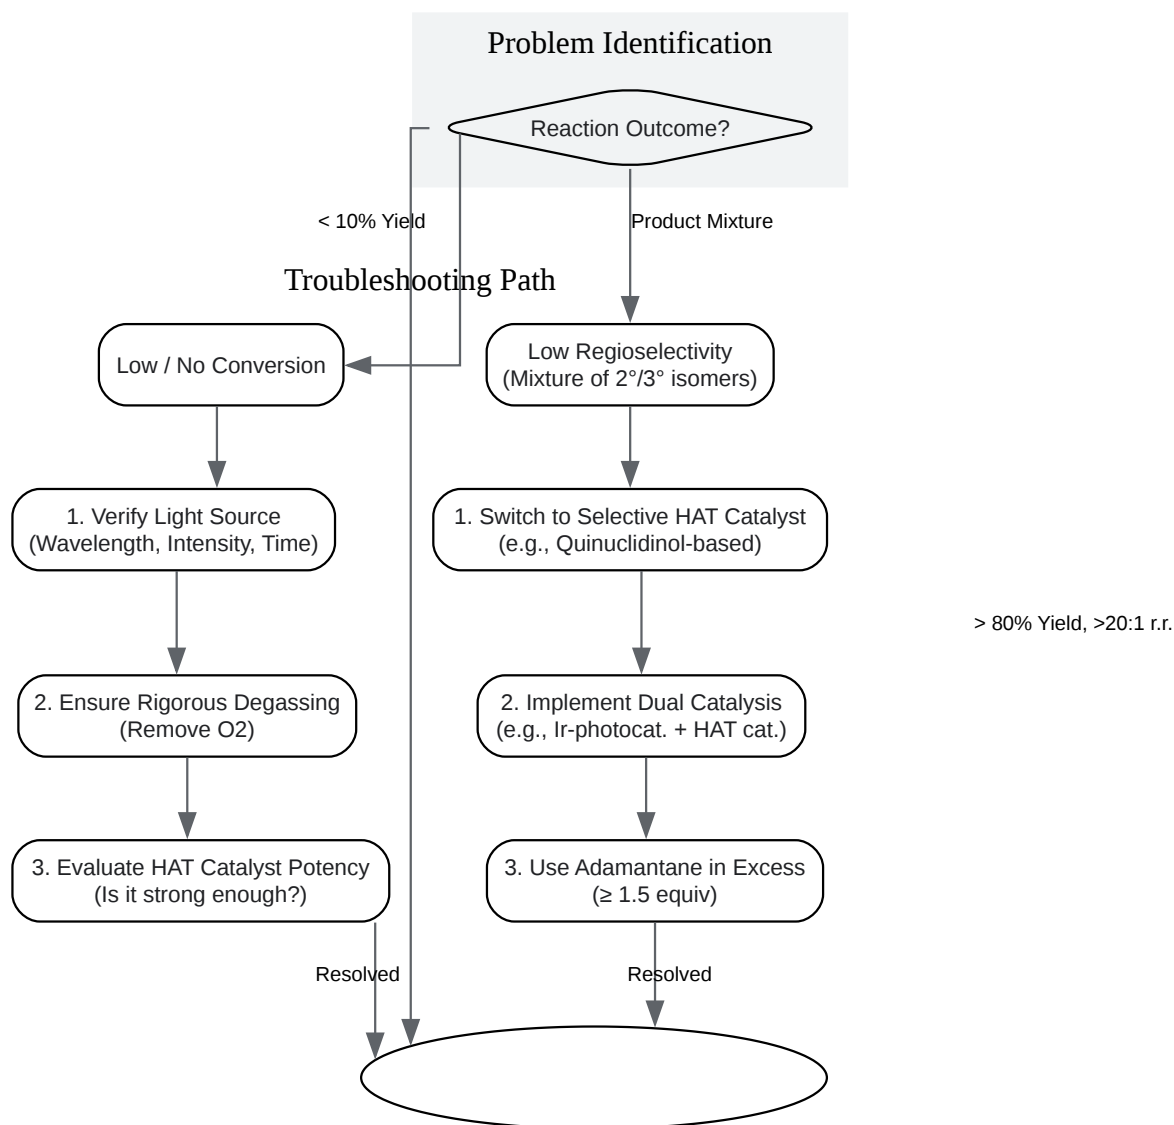 Problem Identification
Reaction Outcome?
< 10% Yield
Product Mixture
Troubleshooting Path
Low / No Conversion
Low Regioselectivity
(Mixture of 2°/3° isomers)
1. Verify Light Source
(Wavelength, Intensity, Time)
1. Switch to Selective HAT Catalyst
(e.g., Quinuclidinol-based)
> 80% Yield, >20:1 r.r.
2. Ensure Rigorous Degassing
(Remove O2)
2. Implement Dual Catalysis
(e.g., Ir-photocat. + HAT cat.)
3. Evaluate HAT Catalyst Potency
(Is it strong enough?)
3. Use Adamantane in Excess
(≥ 1.5 equiv)
Resolved
Resolved